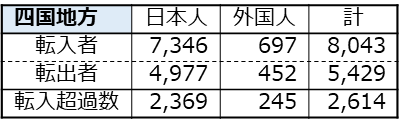 四国地方 日本人 外国人 計
転入者 7,346 697 8,043
転出者 4,977 452 5,429
転入超過数 2,369 245 2,614